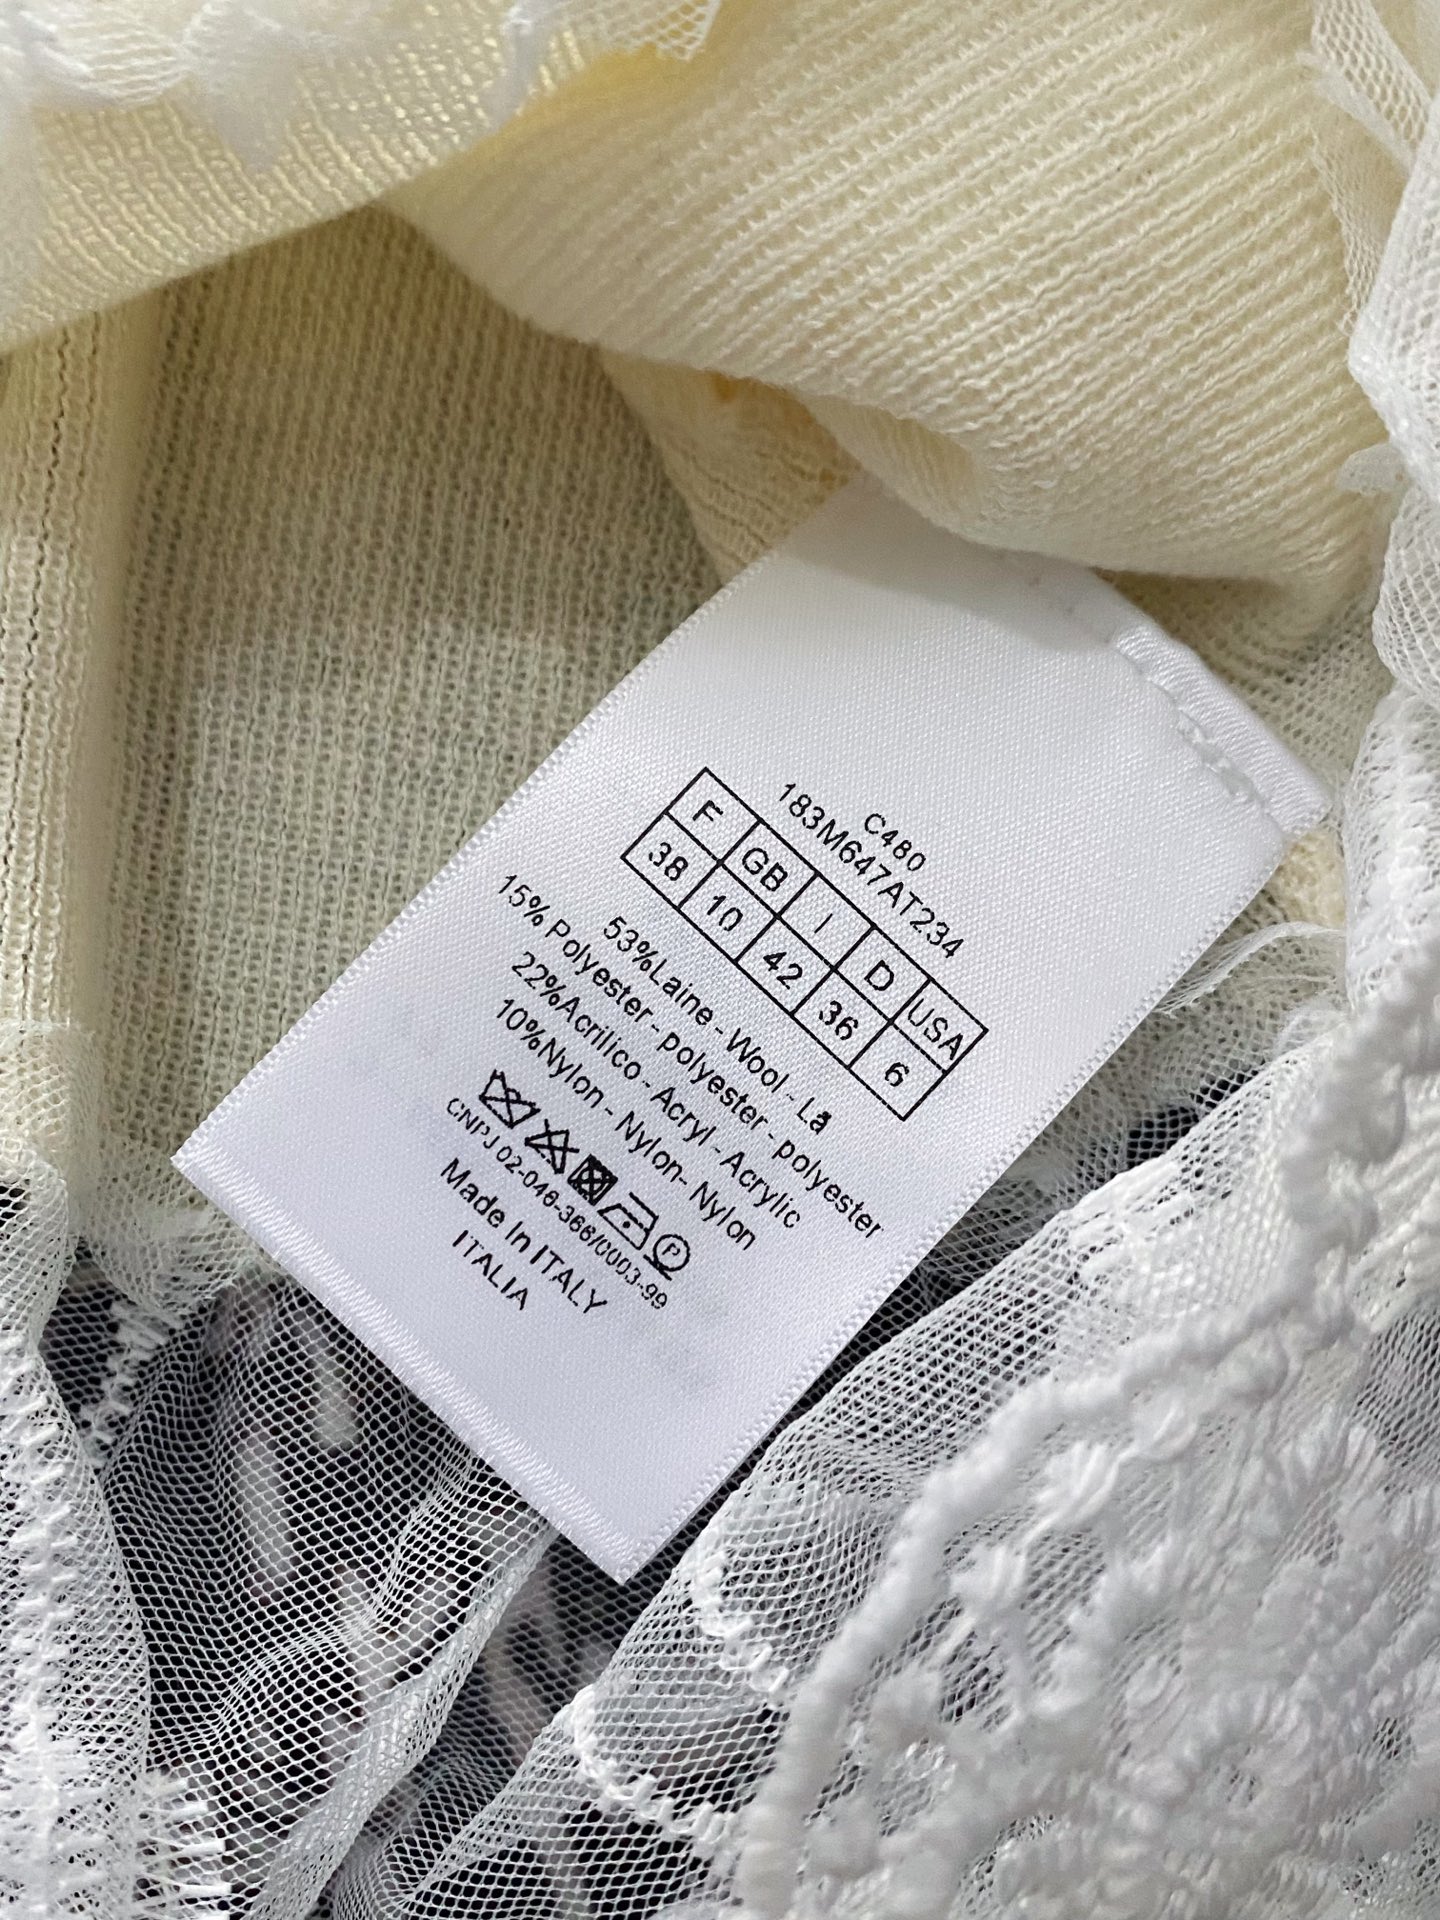 C480
183M647AT234
F GB I D USA
38 10 42 36 6
53%Laine - Wool - Lã
15% Polyester - polyester - polyester
22%Acrilico - Acryl - Acrylic
10%Nylon - Nylon- Nylon
P
CNPJ 02-046-366/0003-99
Made In ITALY
ITALIA